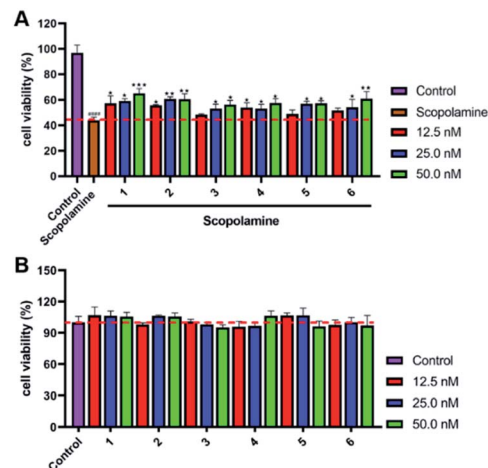 A
cell viability (%)
120
100
80
60
40
20
0
####
* * *** * ** ** * * * * * * * * **
Control
Scopolamine
1 2 3 4 5 6
Scopolamine
Control
Scopolamine
12.5 nM
25.0 nM
50.0 nM
B
cell viability (%)
150
120
90
60
30
0
Control
1 2 3 4 5 6
Control
12.5 nM
25.0 nM
50.0 nM